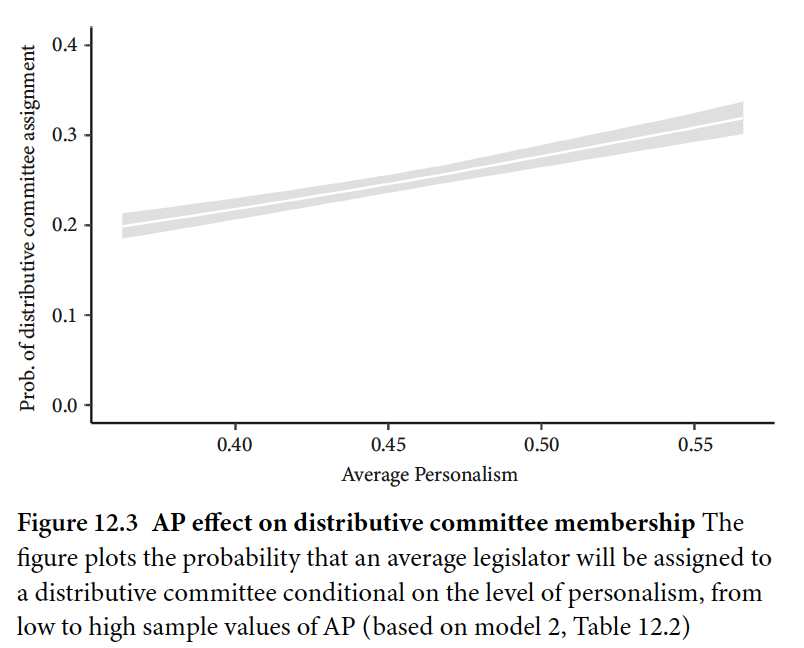 Prob. of distributive committee assignment
0.4
0.3
0.2
0.1
0.0
0.40 0.45 0.50 0.55
Average Personalism
Figure 12.3 AP effect on distributive committee membership The
figure plots the probability that an average legislator will be assigned to
a distributive committee conditional on the level of personalism, from
low to high sample values of AP (based on model 2, Table 12.2)